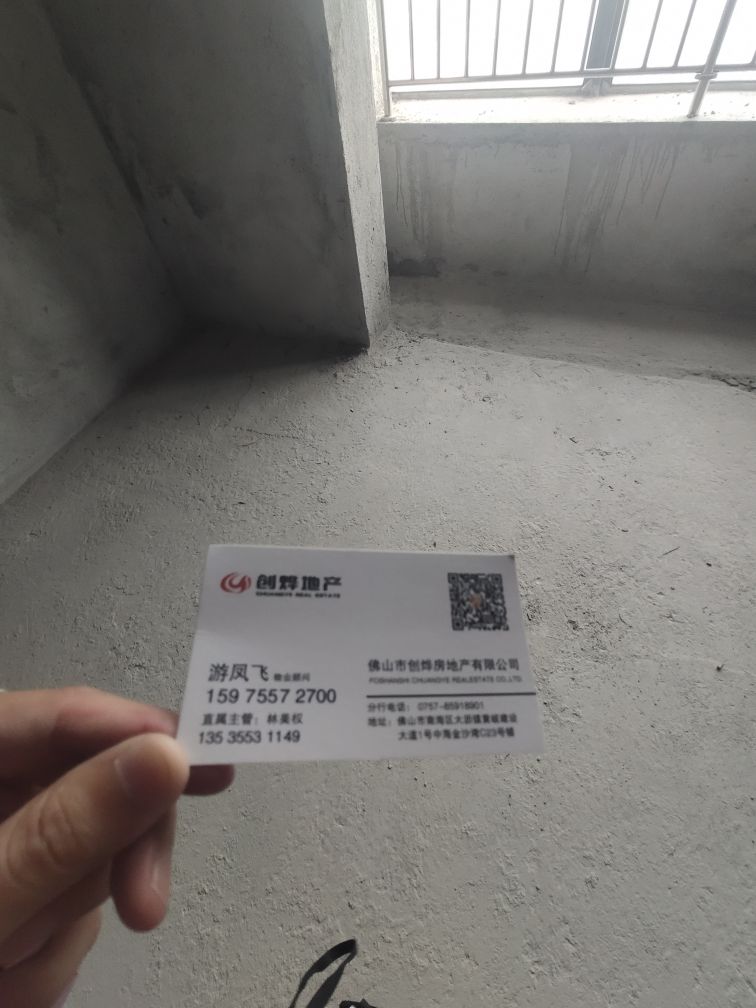 创烨地产
CHUANGYE REAL ESTATE
游凤飞 物业顾问
159 7557 2700
直属主管：林美权
135 3553 1149
佛山市创烨房地产有限公司
FOSHANSHI CHUANGYE REALESTATE CO.,LTD.
分行电话： 0757-85918901
地址：佛山市南海区大沥镇黄岐建设
大道1号中海金沙湾C23号铺